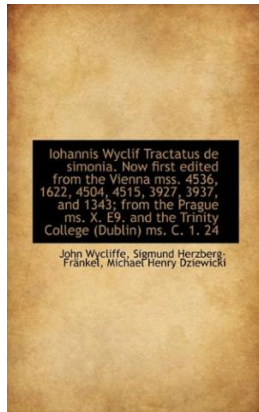 Iohannis Wyclif Tractatus de
simonia. Now first edited
from the Vienna mss. 4536,
1622, 4504, 4515, 3927, 3937,
and 1343; from the Prague
ms. X. E9. and the Trinity
College (Dublin) ms. C. 1. 24
John Wycliffe, Sigmund Herzberg-
Fränkel, Michael Henry Dziewicki